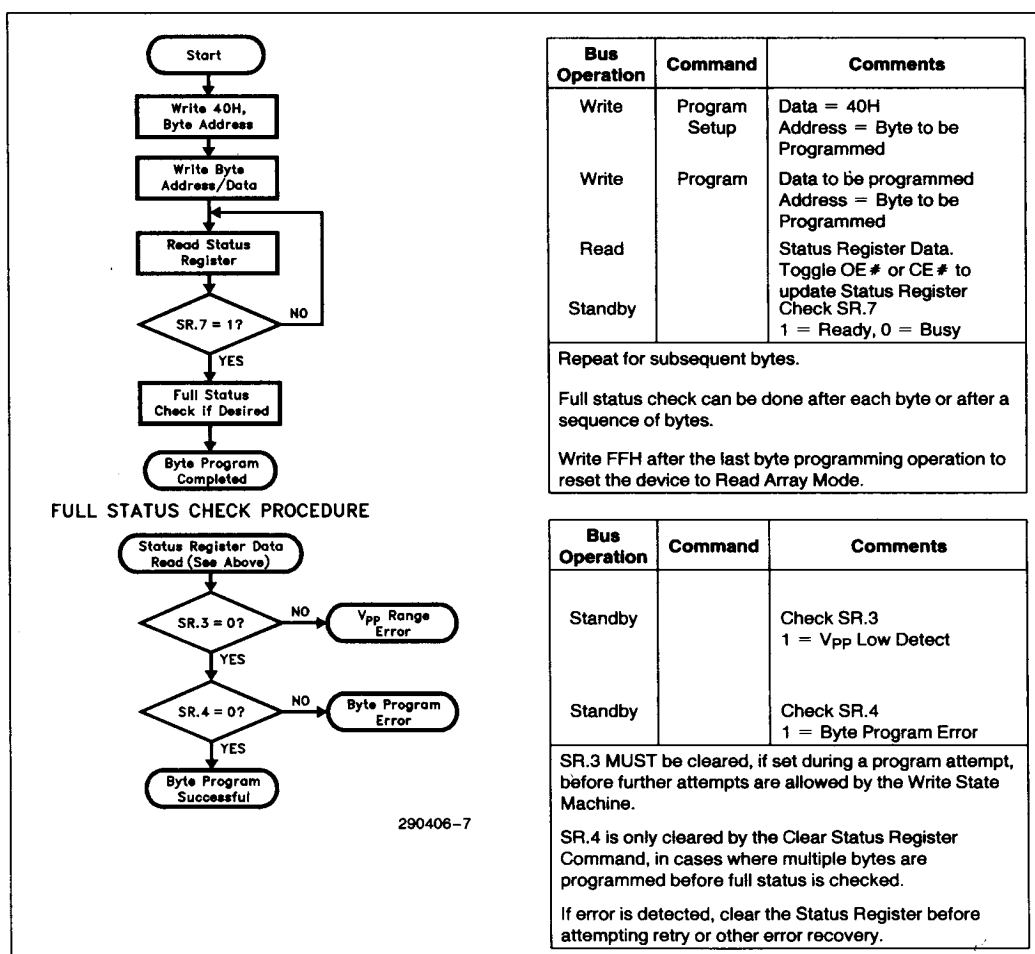 Start
Write 40H,
Byte Address
Write Byte
Address/Data
Read Status
Register
SR.7 = 1?
NO
YES
Full Status
Check if Desired
Byte Program
Completed
Bus
Operation
Command
Comments
Write
Program
Setup
Data = 40H
Address = Byte to be
Programmed
Write
Program
Data to be programmed
Address = Byte to be
Programmed
Read
Status Register Data.
Toggle OE# or CE# to
update Status Register
Standby
Check SR.7
1 = Ready, 0 = Busy
Repeat for subsequent bytes.
Full status check can be done after each byte or after a
sequence of bytes.
Write FFH after the last byte programming operation to
reset the device to Read Array Mode.
FULL STATUS CHECK PROCEDURE
Status Register Data
Read (See Above)
SR.3 = 0?
NO
VPP Range
Error
YES
SR.4 = 0?
NO
Byte Program
Error
YES
Byte Program
Successful
290406-7
Bus
Operation
Command
Comments
Standby
Check SR.3
1 = VPP Low Detect
Standby
Check SR.4
1 = Byte Program Error
SR.3 MUST be cleared, if set during a program attempt,
before further attempts are allowed by the Write State
Machine.
SR.4 is only cleared by the Clear Status Register
Command, in cases where multiple bytes are
programmed before full status is checked.
If error is detected, clear the Status Register before
attempting retry or other error recovery.